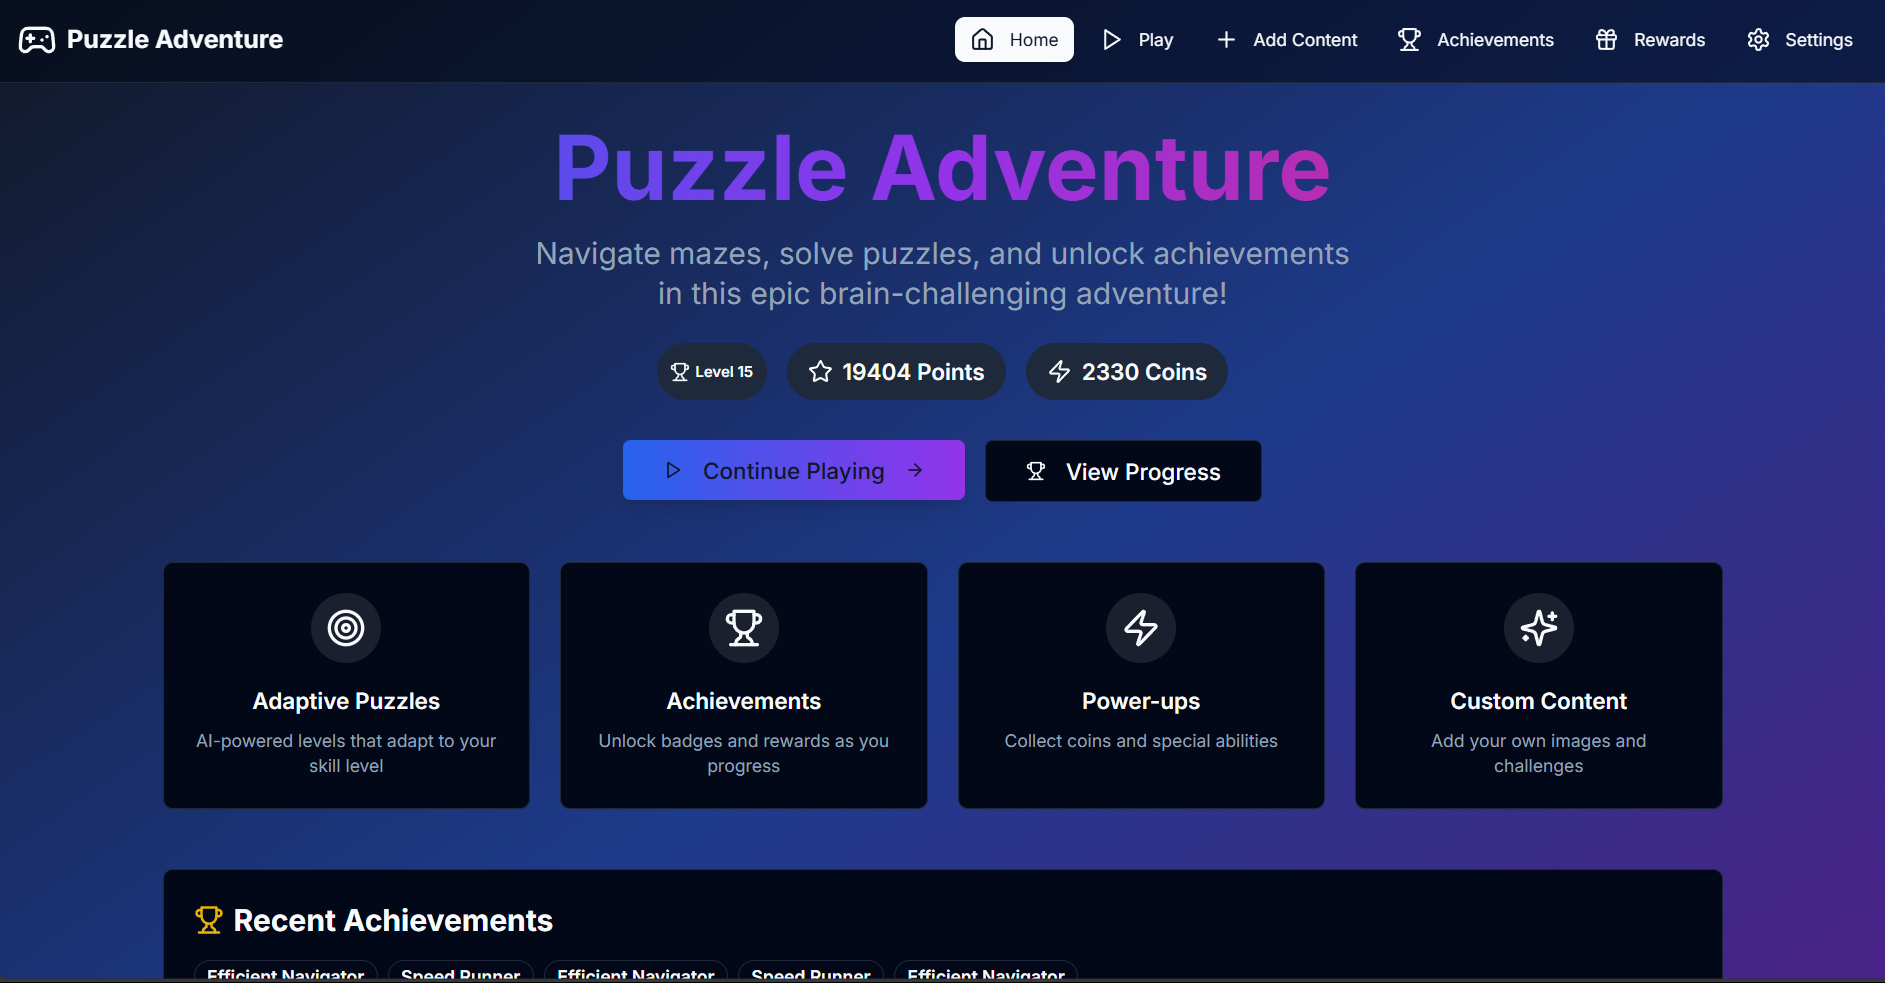 Puzzle Adventure
Home
Play
Add Content
Achievements
Rewards
Settings
Puzzle Adventure
Navigate mazes, solve puzzles, and unlock achievements
in this epic brain-challenging adventure!
Level 15
19404 Points
2330 Coins
Continue Playing
View Progress
Adaptive Puzzles
AI-powered levels that adapt to your
skill level
Achievements
Unlock badges and rewards as you
progress
Power-ups
Collect coins and special abilities
Custom Content
Add your own images and
challenges
Recent Achievements
Efficient Navigator
Speed Runner
Efficient Navigator
Speed Runner
Efficient Navigator